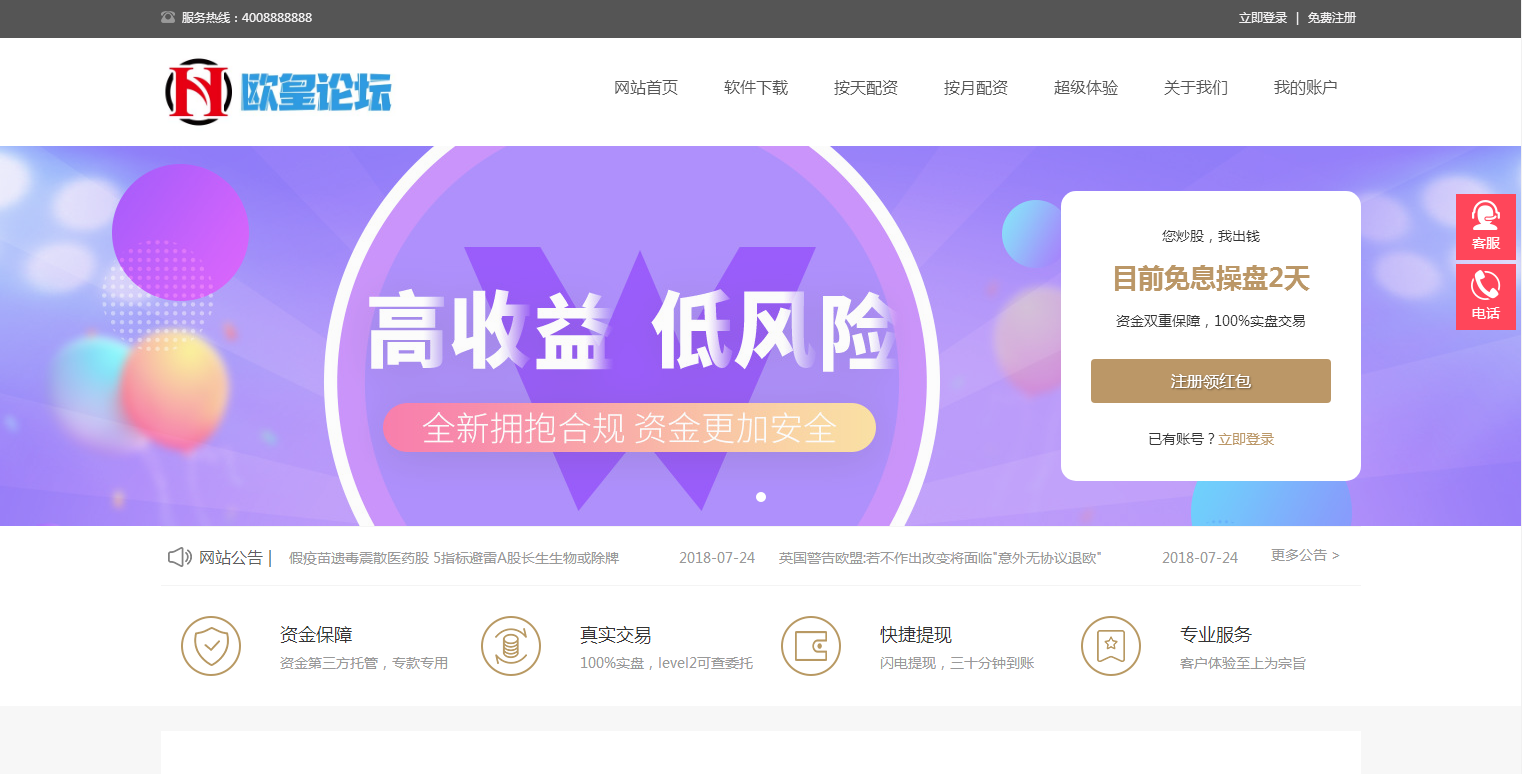 服务热线：4008888888
立即登录 | 免费注册
欧皇论坛
网站首页 软件下载 按天配资 按月配资 超级体验 关于我们 我的账户
高收益 低风险
全新拥抱合规 资金更加安全
您炒股，我出钱
目前免息操盘2天
资金双重保障，100%实盘交易
注册领红包
已有账号？立即登录
客服
电话
网站公告 | 假疫苗遗毒震散医药股 5指标避雷A股长生生物或除牌 2018-07-24 英国警告欧盟:若不作出改变将面临"意外无协议退欧" 2018-07-24 更多公告 >
资金保障
资金第三方托管，专款专用
真实交易
100%实盘，level2可查委托
快捷提现
闪电提现，三十分钟到账
专业服务
客户体验至上为宗旨